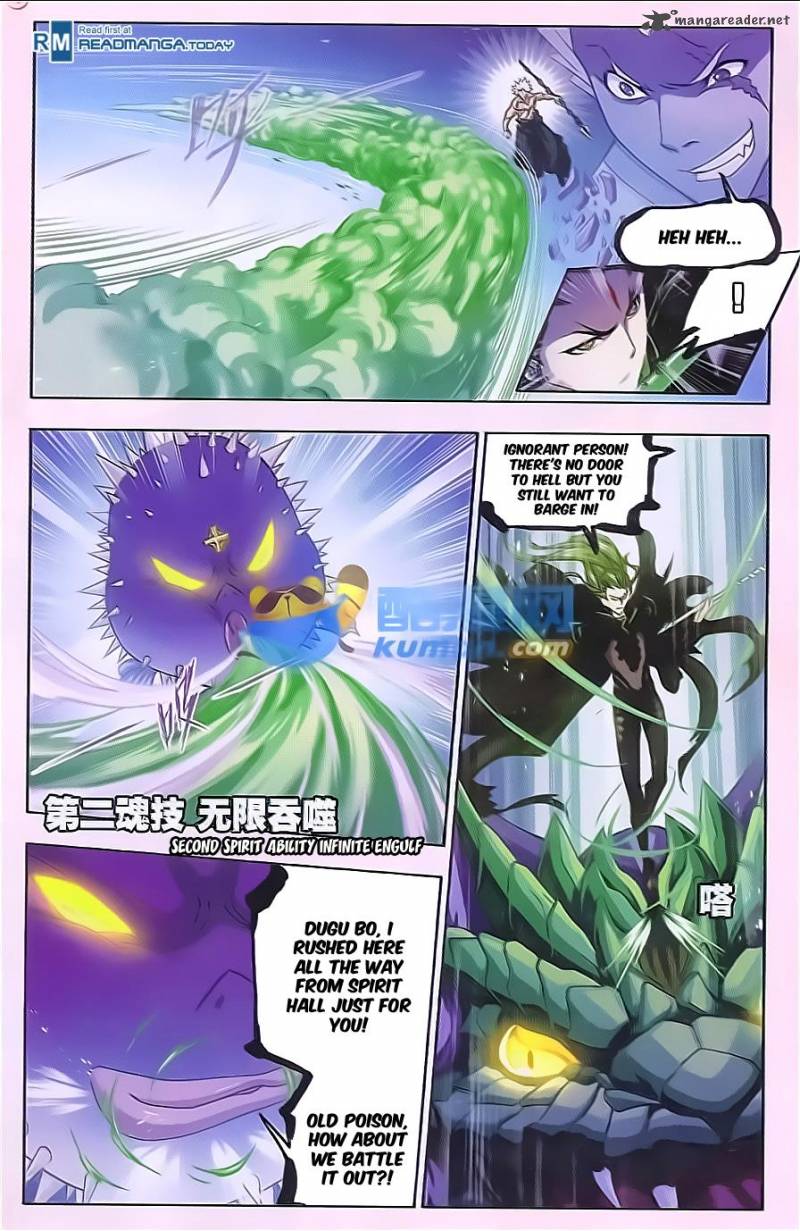 Read first at
RM READMANGA.TODAY
mangareader.net
HEH HEH...
!
IGNORANT PERSON!
THERE'S NO DOOR
TO HELL BUT YOU
STILL WANT TO
BARGE IN!
第二魂技 无限吞噬
SECOND SPIRIT ABILITY INFINITE ENGULF
嗒
DUGU BO, I
RUSHED HERE
ALL THE WAY
FROM SPIRIT
HALL JUST FOR
YOU!
OLD POISON,
HOW ABOUT
WE BATTLE
IT OUT?!